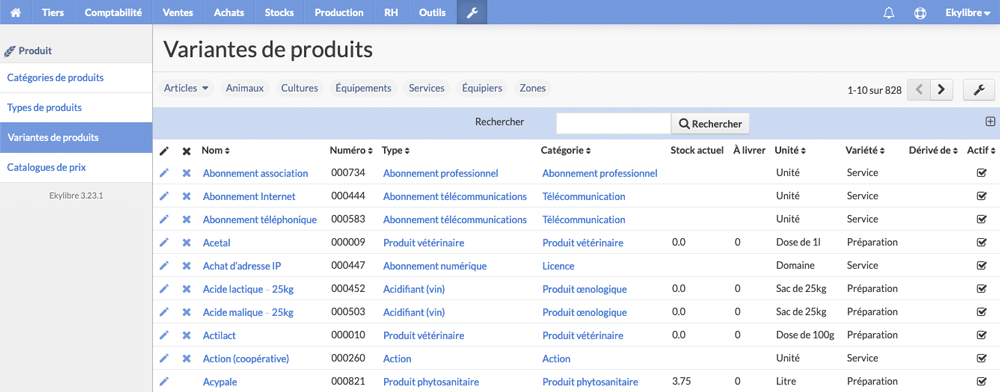 Tiers Comptabilité Ventes Achats Stocks Production RH Outils Ekylibre
Produit
Catégories de produits
Types de produits
Variantes de produits
Catalogues de prix
Ekylibre 3.23.1
Variantes de produits
Articles Animaux Cultures Équipements Services Équipiers Zones 1-10 sur 828
Rechercher Rechercher
Nom Numéro Type Catégorie Stock actuel À livrer Unité Variété Dérivé de Actif
Abonnement association 000734 Abonnement professionnel Abonnement professionnel Unité Service
Abonnement Internet 000444 Abonnement télécommunications Télécommunication Unité Service
Abonnement téléphonique 000583 Abonnement télécommunications Télécommunication Unité Service
Acetal 000009 Produit vétérinaire Produit vétérinaire 0.0 0 Dose de 1l Préparation
Achat d'adresse IP 000447 Abonnement numérique Licence Domaine Service
Acide lactique - 25kg 000452 Acidifiant (vin) Produit œnologique 0.0 0 Sac de 25kg Préparation
Acide malique - 25kg 000503 Acidifiant (vin) Produit œnologique 0.0 0 Sac de 25kg Préparation
Actilact 000010 Produit vétérinaire Produit vétérinaire 0.0 0 Dose de 100g Préparation
Action (coopérative) 000260 Action Action Unité Service
Acypale 000821 Produit phytosanitaire Produit phytosanitaire 3.75 0 Litre Préparation